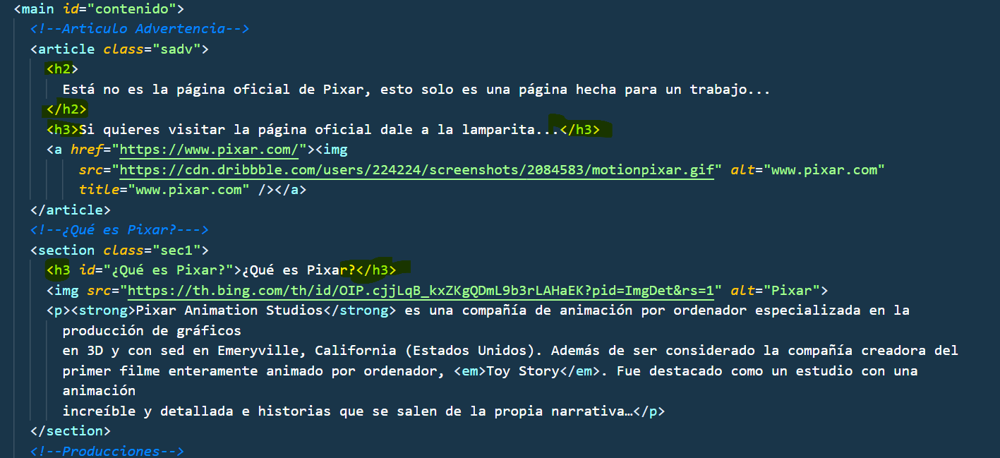 <main id="contenido">
<!--Articulo Advertencia-->
<article class="sadv">
<h2>
Está no es la página oficial de Pixar, esto solo es una página hecha para un trabajo...
</h2>
<h3>Si quieres visitar la página oficial dale a la lamparita...</h3>
<a href="https://www.pixar.com/"><img
src="https://cdn.dribbble.com/users/224224/screenshots/2084583/motionpixar.gif" alt="www.pixar.com"
title="www.pixar.com" /></a>
</article>
<!--¿Qué es Pixar?--->
<section class="sec1">
<h3 id="¿Qué es Pixar?">¿Qué es Pixar?</h3>
<img src="https://th.bing.com/th/id/OIP.cjjLqB_kxZKgQDmL9b3rLAHaEK?pid=ImgDet&rs=1" alt="Pixar">
<p><strong>Pixar Animation Studios</strong> es una compañía de animación por ordenador especializada en la
producción de gráficos
en 3D y con sed en Emeryville, California (Estados Unidos). Además de ser considerado la compañía creadora del
primer filme enteramente animado por ordenador, <em>Toy Story</em>. Fue destacado como un estudio con una
animación
increíble y detallada e historias que se salen de la propia narrativa…</p>
</section>
<!--Producciones-->